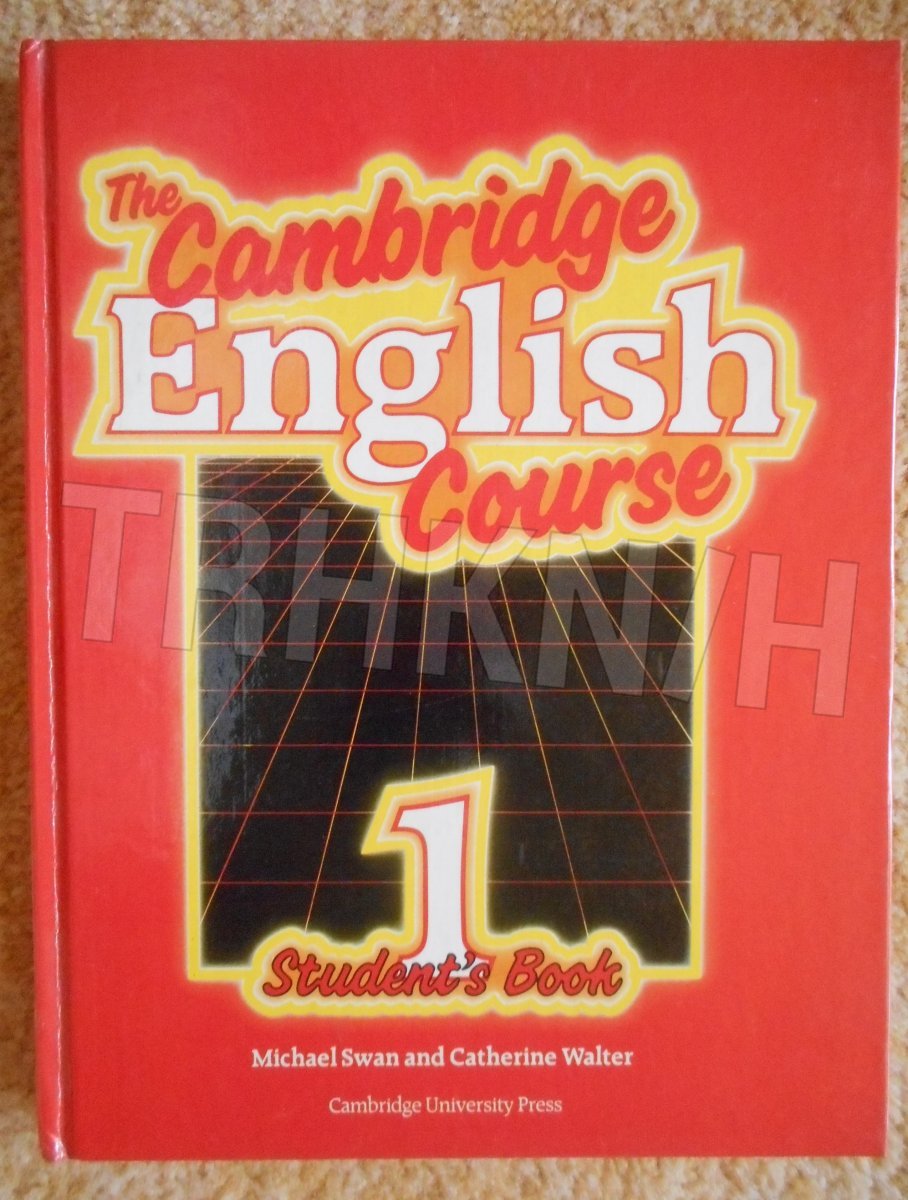 The
Cambridge
English
Course
TRHKNIH
1
Student's Book
Michael Swan and Catherine Walter
Cambridge University Press